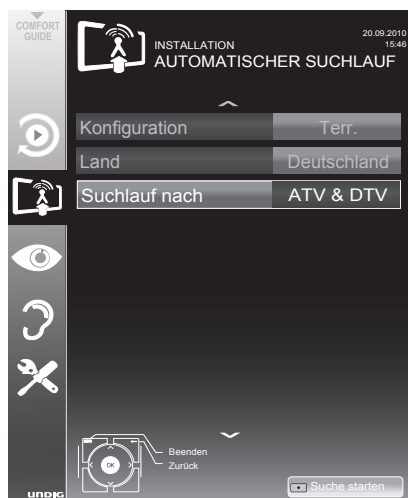 COMFORT
GUIDE
20.09.2010
15:46
INSTALLATION
AUTOMATISCHER SUCHLAUF
Konfiguration Terr.
Land Deutschland
Suchlauf nach ATV & DTV
OK
Beenden
Zurück
Suche starten